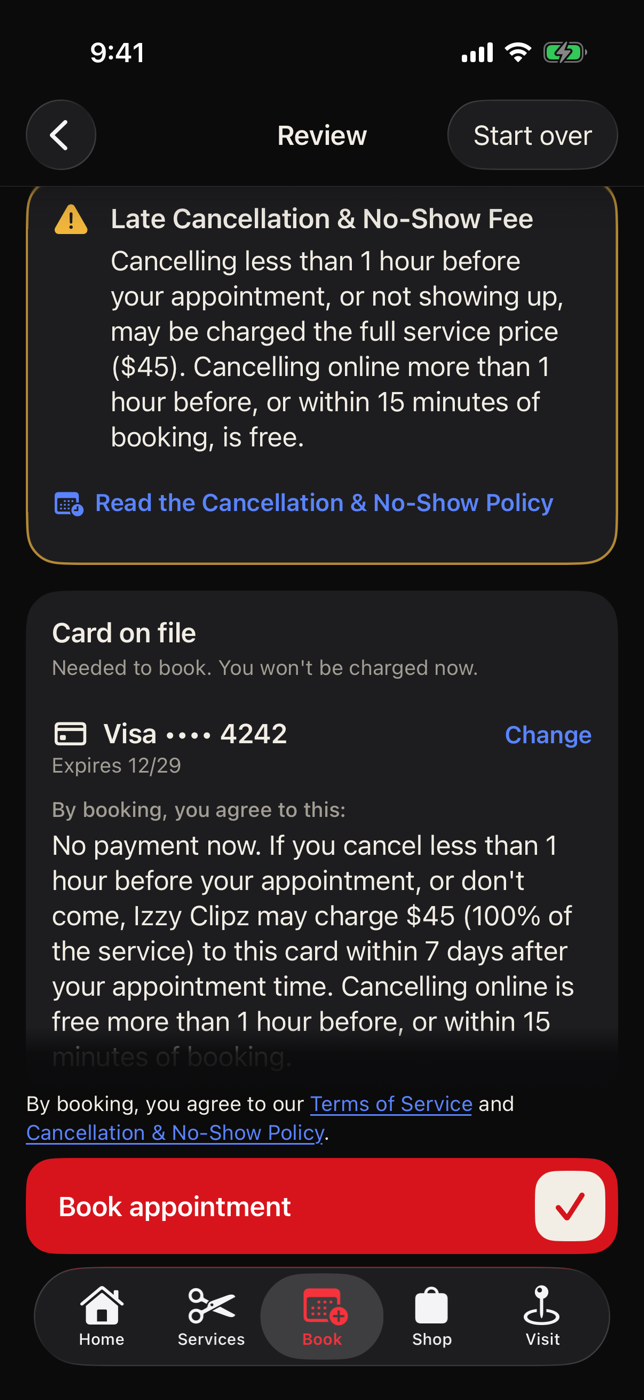 9:41
Review
Start over
Late Cancellation & No-Show Fee
Cancelling less than 1 hour before
your appointment, or not showing up,
may be charged the full service price
($45). Cancelling online more than 1
hour before, or within 15 minutes of
booking, is free.
Read the Cancellation & No-Show Policy
Card on file
Needed to book. You won't be charged now.
Visa •••• 4242
Change
Expires 12/29
By booking, you agree to this:
No payment now. If you cancel less than 1
hour before your appointment, or don't
come, Izzy Clipz may charge $45 (100% of
the service) to this card within 7 days after
your appointment time. Cancelling online is
free more than 1 hour before, or within 15
minutes of booking.
By booking, you agree to our Terms of Service and
Cancellation & No-Show Policy.
Book appointment
Home
Services
Book
Shop
Visit